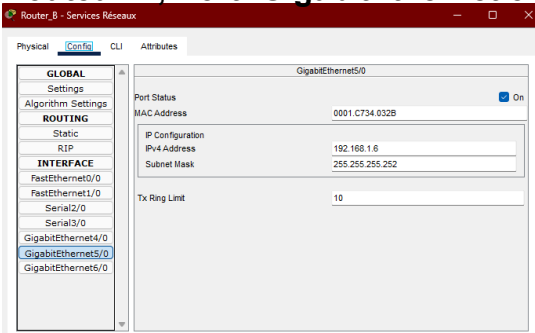 Router_B - Services Réseaux
Physical Config CLI Attributes
GLOBAL
Settings
Algorithm Settings
ROUTING
Static
RIP
INTERFACE
FastEthernet0/0
FastEthernet1/0
Serial2/0
Serial3/0
GigabitEthernet4/0
GigabitEthernet5/0
GigabitEthernet6/0
GigabitEthernet5/0
Port Status On
MAC Address 0001.C734.032B
IP Configuration
IPv4 Address 192.168.1.6
Subnet Mask 255.255.255.252
Tx Ring Limit 10